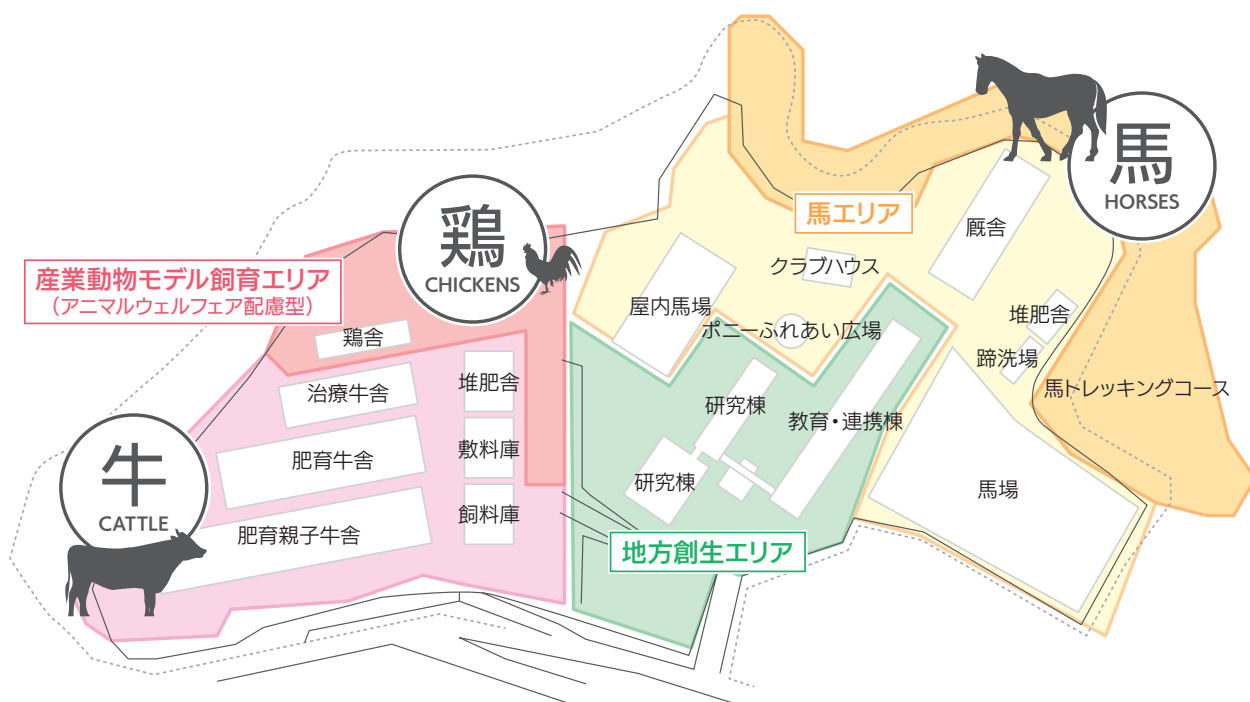 馬
HORSES
馬エリア
厩舎
鶏
CHICKENS
クラブハウス
産業動物モデル飼育エリア
（アニマルウェルフェア配慮型）
屋内馬場
堆肥舎
ポニーふれあい広場
鶏舎
蹄洗場
堆肥舎
治療牛舎
馬トレッキングコース
研究棟
教育・連携棟
敷料庫
肥育牛舎
牛
CATTLE
研究棟
馬場
飼料庫
肥育親子牛舎
地方創生エリア